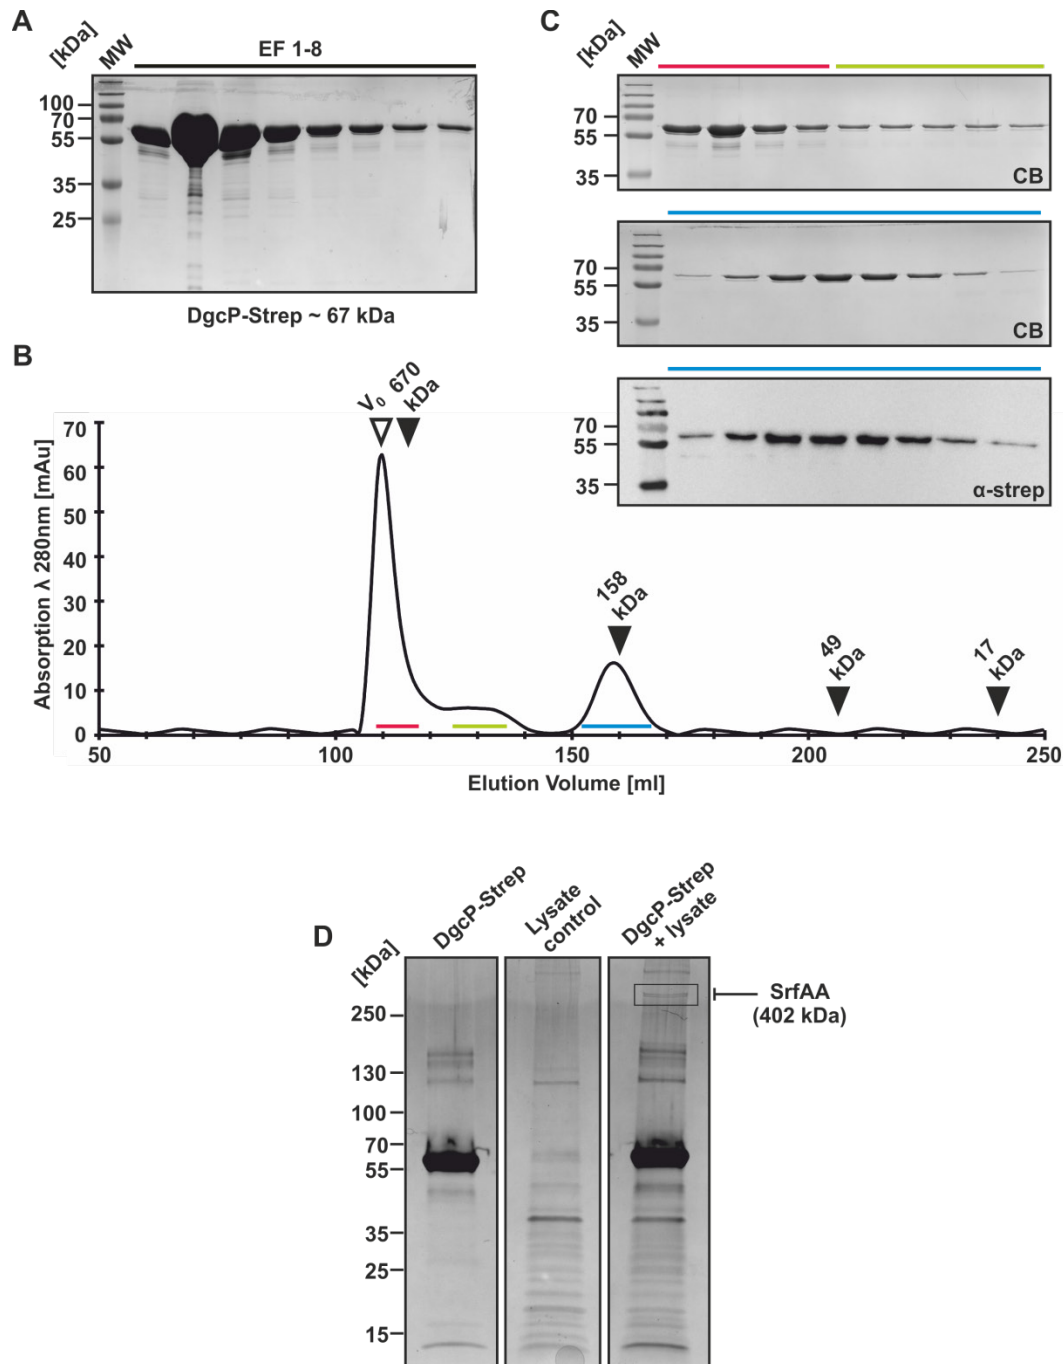 A
[kDa]
MW
EF 1-8
100
70
55
35
25
DgcP-Strep ~ 67 kDa
C
[kDa]
MW
70
55
35
CB
70
55
35
CB
70
55
35
α-strep
B
V₀ 670 kDa
158 kDa
49 kDa
17 kDa
Absorption λ 280nm [mAu]
70
60
50
40
30
20
10
0
50
100
150
200
250
Elution Volume [ml]
D
[kDa]
DgcP-Strep
Lysate
control
DgcP-Strep
+ lysate
250
130
100
70
55
35
25
15
SrfAA
(402 kDa)